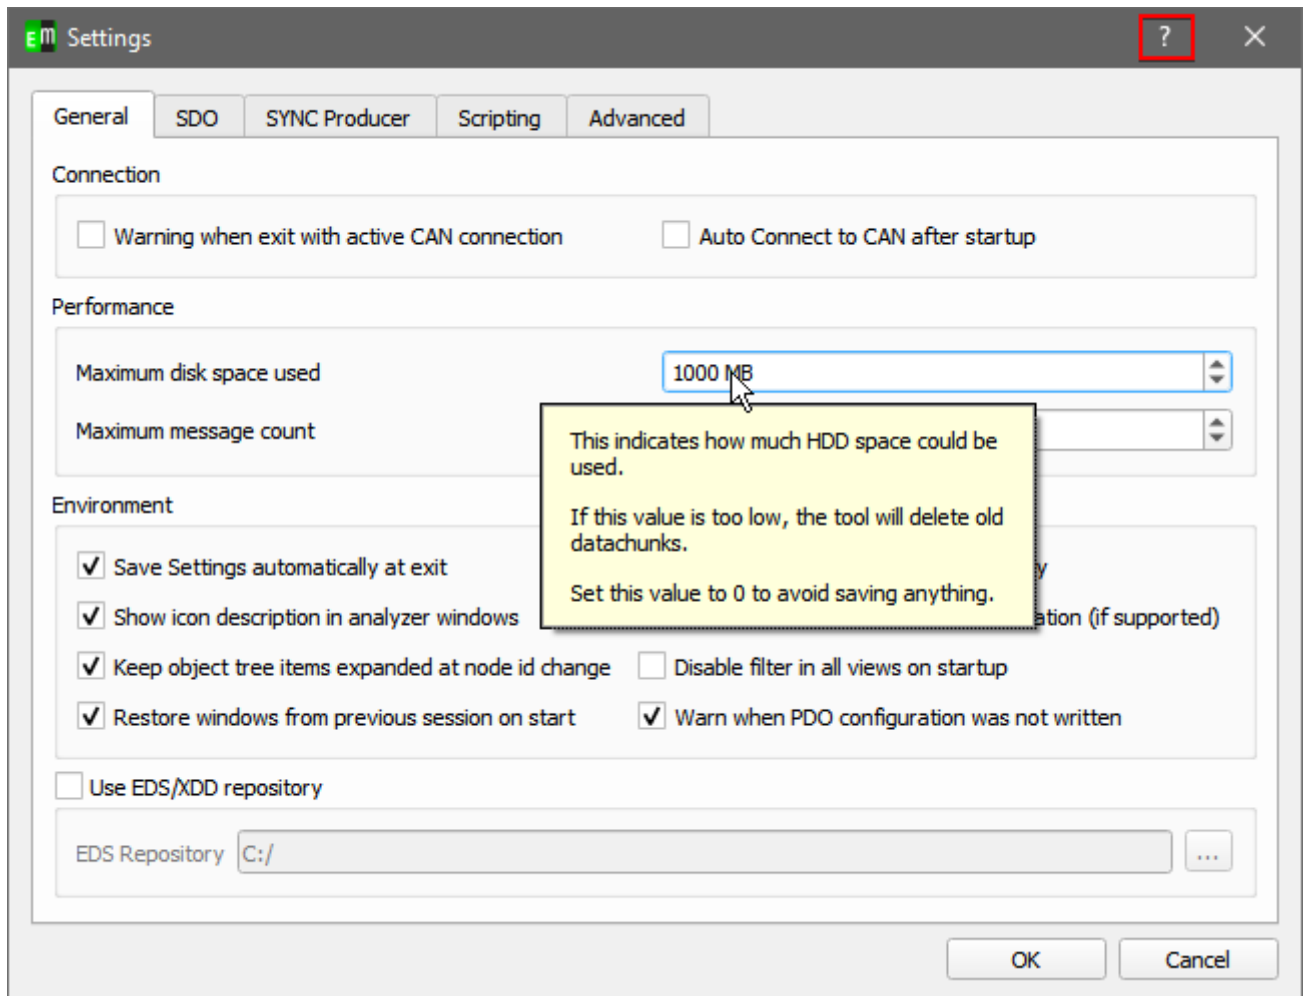 EM Settings ?
General SDO SYNC Producer Scripting Advanced
Connection
Warning when exit with active CAN connection Auto Connect to CAN after startup
Performance
Maximum disk space used 1000 MB
Maximum message count
This indicates how much HDD space could be
used.
If this value is too low, the tool will delete old
datachunks.
Set this value to 0 to avoid saving anything.
Environment
Save Settings automatically at exit
Show icon description in analyzer windows (if supported)
Keep object tree items expanded at node id change Disable filter in all views on startup
Restore windows from previous session on start Warn when PDO configuration was not written
Use EDS/XDD repository
EDS Repository C:/ ...
OK Cancel